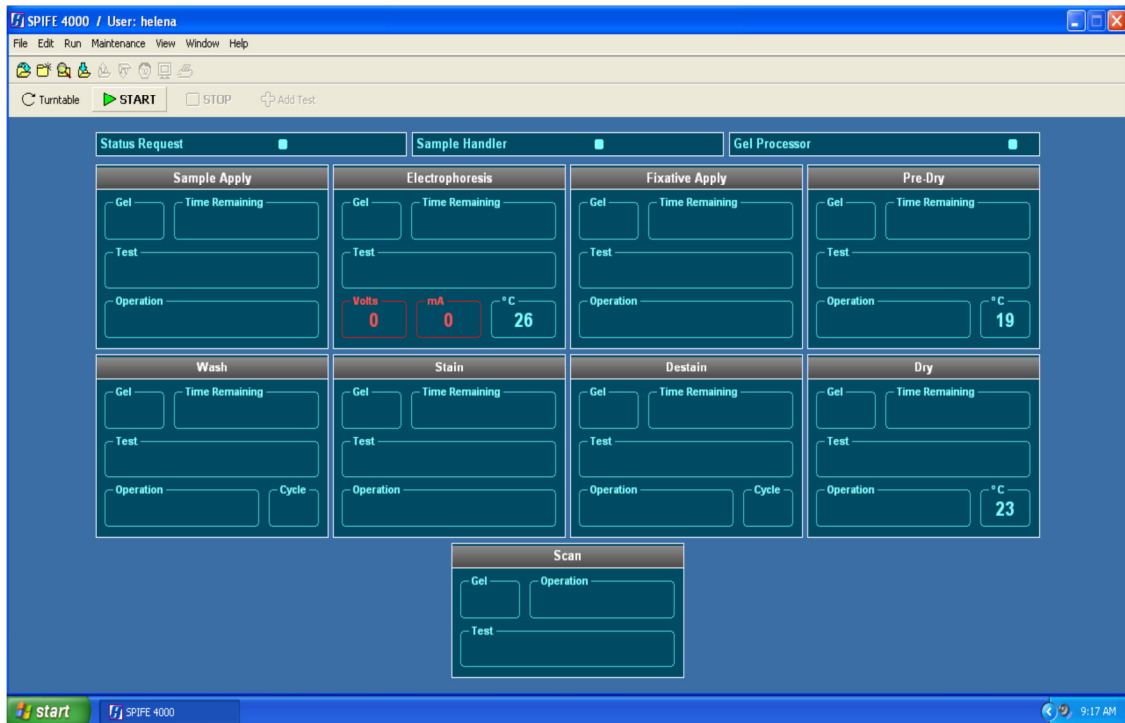 SPIFE 4000 / User: helena
File Edit Run Maintenance View Window Help
Turntable START STOP Add Test
Status Request Sample Handler Gel Processor
Sample Apply Electrophoresis Fixative Apply Pre-Dry
Gel Time Remaining Gel Time Remaining Gel Time Remaining Gel Time Remaining
Test Test Test Test
Operation Volts mA °C Operation Operation °C
0 0 26 19
Wash Stain Destain Dry
Gel Time Remaining Gel Time Remaining Gel Time Remaining Gel Time Remaining
Test Test Test Test
Operation Cycle Operation Operation Cycle Operation °C
23
Scan
Gel Operation
Test
start SPIFE 4000 9:17 AM